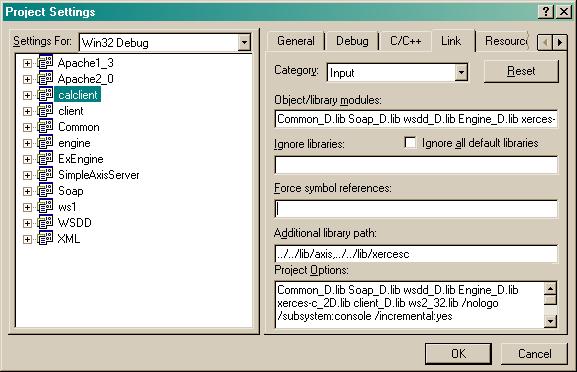 Project Settings
Settings For: Win32 Debug
Apache1_3
Apache2_0
calclient
client
Common
engine
ExEngine
SimpleAxisServer
Soap
ws1
WSDD
XML
General Debug C/C++ Link Resourc
Category: Input Reset
Object/library modules:
Common_D.lib Soap_D.lib wsdd_D.lib Engine_D.lib xerces-
Ignore libraries: Ignore all default libraries
Force symbol references:
Additional library path:
../../lib/axis,../../lib/xercesc
Project Options:
Common_D.lib Soap_D.lib wsdd_D.lib Engine_D.lib
xerces-c_2D.lib client_D.lib ws2_32.lib /nologo
/subsystem:console /incremental:yes
OK Cancel